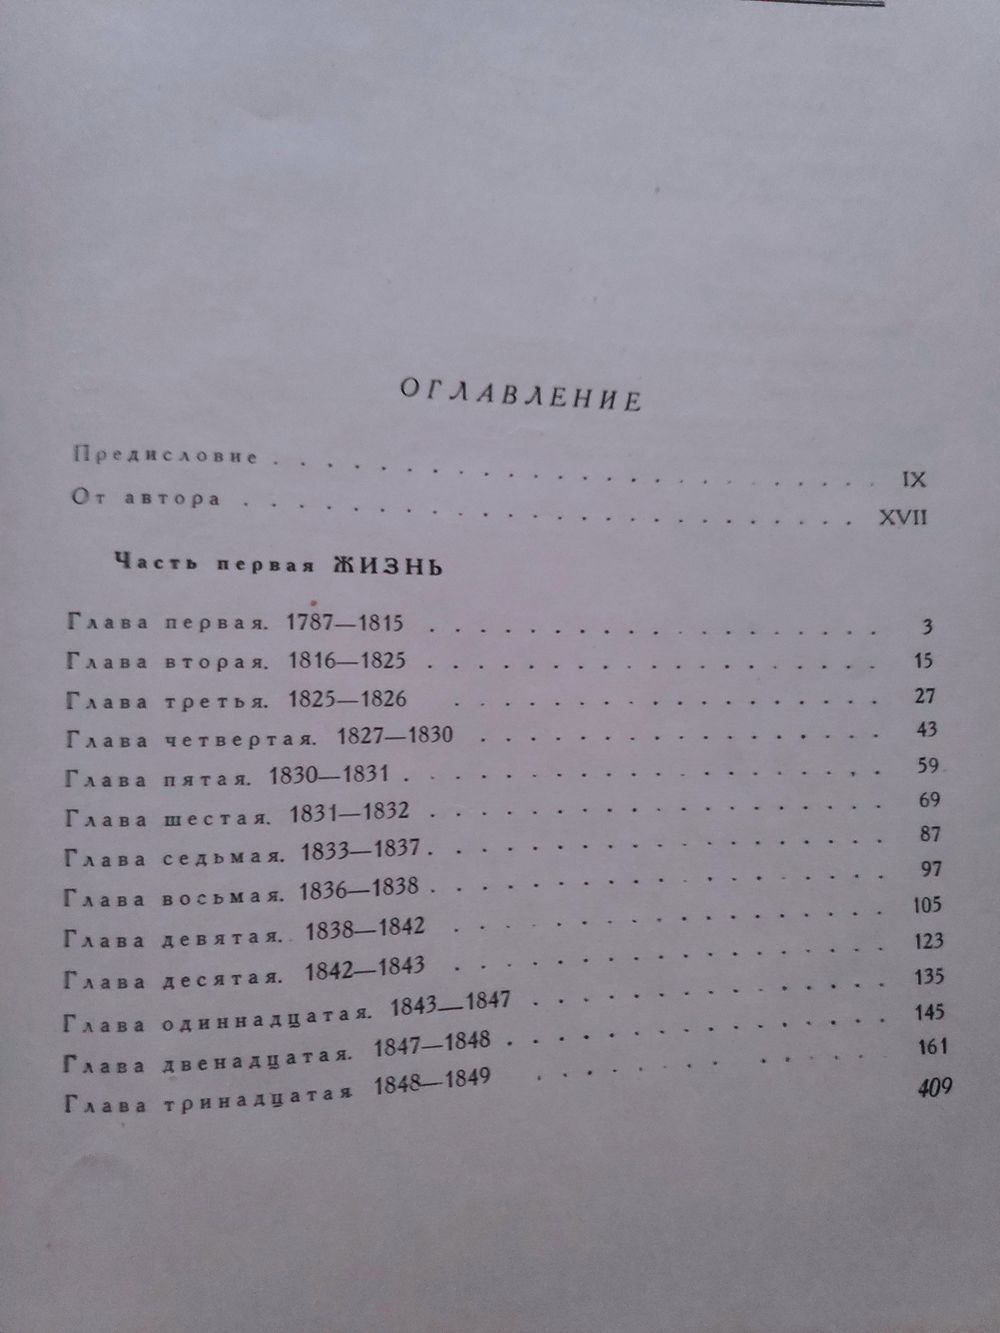 ОГЛАВЛЕНИЕ
Предисловие . . . . . . . . . . . . . . . . . . . . . . . IX
От автора . . . . . . . . . . . . . . . . . . . . . . . . XVII
Часть первая ЖИЗНЬ
Глава первая. 1787—1815 . . . . . . . . . . . . . . . . . . 3
Глава вторая. 1816—1825 . . . . . . . . . . . . . . . . . . 15
Глава третья. 1825—1826 . . . . . . . . . . . . . . . . . 27
Глава четвертая. 1827—1830 . . . . . . . . . . . . . . . . 43
Глава пятая. 1830—1831 . . . . . . . . . . . . . . . . . . . 59
Глава шестая. 1831—1832 . . . . . . . . . . . . . . . . . . 69
Глава седьмая. 1833—1837 . . . . . . . . . . . . . . . . . . 87
Глава восьмая. 1836—1838 . . . . . . . . . . . . . . . . . . 97
Глава девятая. 1838—1842 . . . . . . . . . . . . . . . . . 105
Глава десятая. 1842—1843 . . . . . . . . . . . . . . . . . 123
Глава одиннадцатая. 1843—1847 . . . . . . . . . . . . . . 135
Глава двенадцатая. 1847—1848 . . . . . . . . . . . . . . . 145
Глава тринадцатая 1848—1849 . . . . . . . . . . . . . 161
409